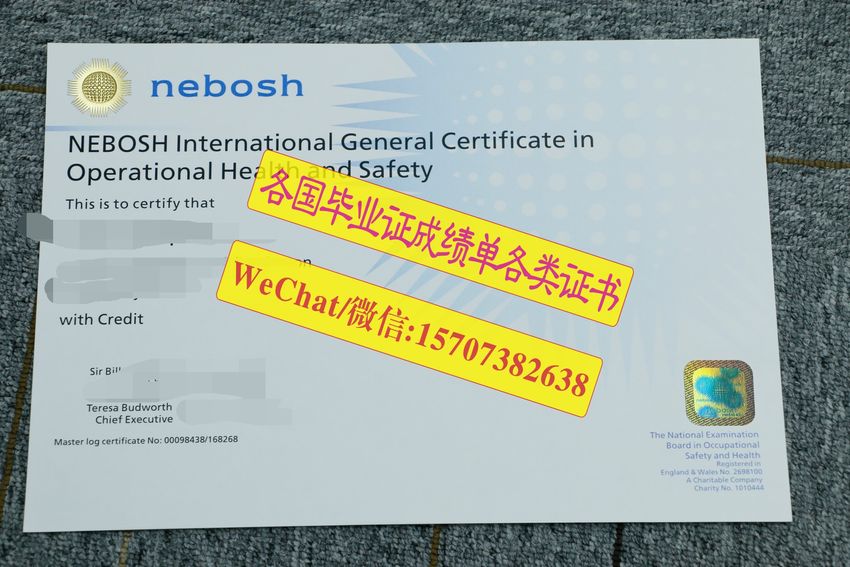 nebosh
NEBOSH International General Certificate in
Operational Health and Safety
This is to certify that
各国毕业证成绩单各类证书
WeChat/微信:15707382638
with Credit
Sir Bill
Teresa Budworth
Chief Executive
Master log certificate No: 00098438/168268
nebosh
The National Examination
Board in Occupational
Safety and Health
Registered in
England & Wales No. 2698100
A Charitable Company
Charity No. 1010444